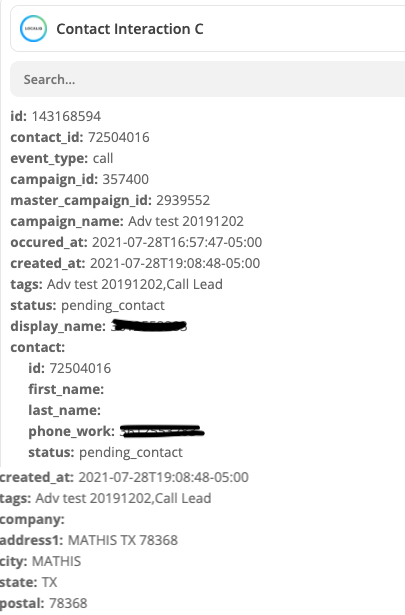 Contact Interaction C
Search...
id: 143168594
contact_id: 72504016
event_type: call
campaign_id: 357400
master_campaign_id: 2939552
campaign_name: Adv test 20191202
occured_at: 2021-07-28T16:57:47-05:00
created_at: 2021-07-28T19:08:48-05:00
tags: Adv test 20191202,Call Lead
status: pending_contact
display_name:
contact:
id: 72504016
first_name:
last_name:
phone_work:
status: pending_contact
created_at: 2021-07-28T19:08:48-05:00
tags: Adv test 20191202,Call Lead
company:
address1: MATHIS TX 78368
city: MATHIS
state: TX
postal: 78368